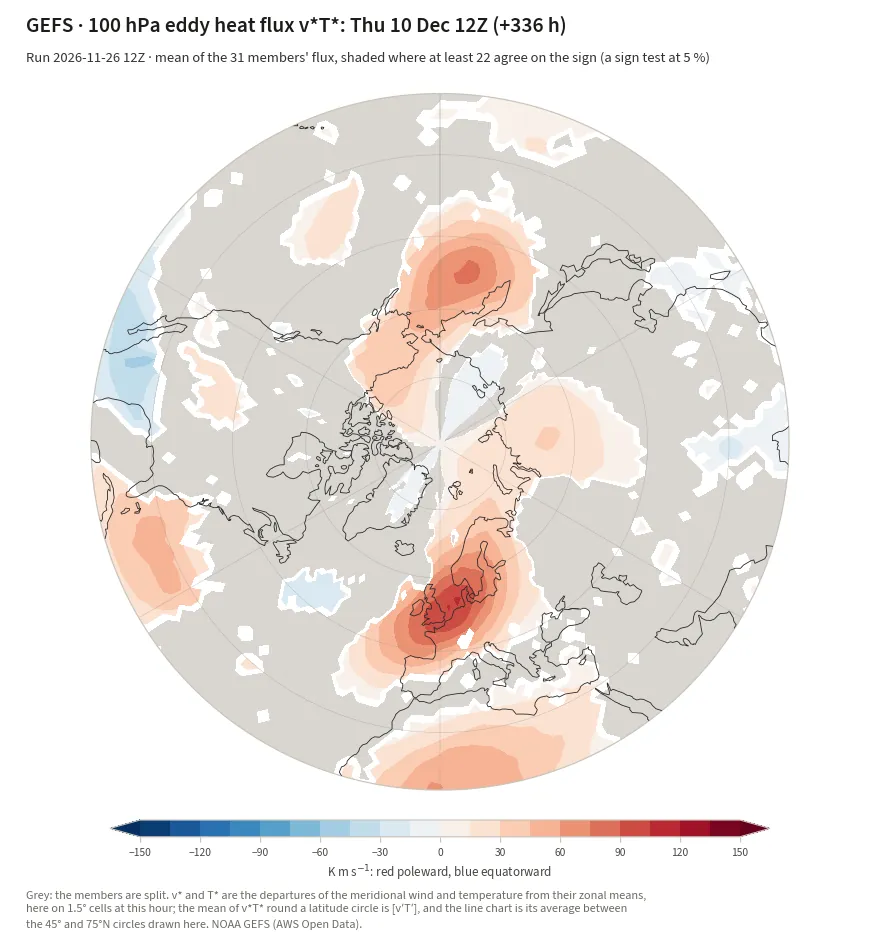 GEFS · 100 hPa eddy heat flux v*T*: Thu 10 Dec 12Z (+336 h)
Run 2026-11-26 12Z · mean of the 31 members' flux, shaded where at least 22 agree on the sign (a sign test at 5 %)
−150 −120 −90 −60 −30 0 30 60 90 120 150
K m s⁻¹: red poleward, blue equatorward
Grey: the members are split. v* and T* are the departures of the meridional wind and temperature from their zonal means,
here on 1.5° cells at this hour; the mean of v*T* round a latitude circle is [v'T'], and the line chart is its average between
the 45° and 75°N circles drawn here. NOAA GEFS (AWS Open Data).